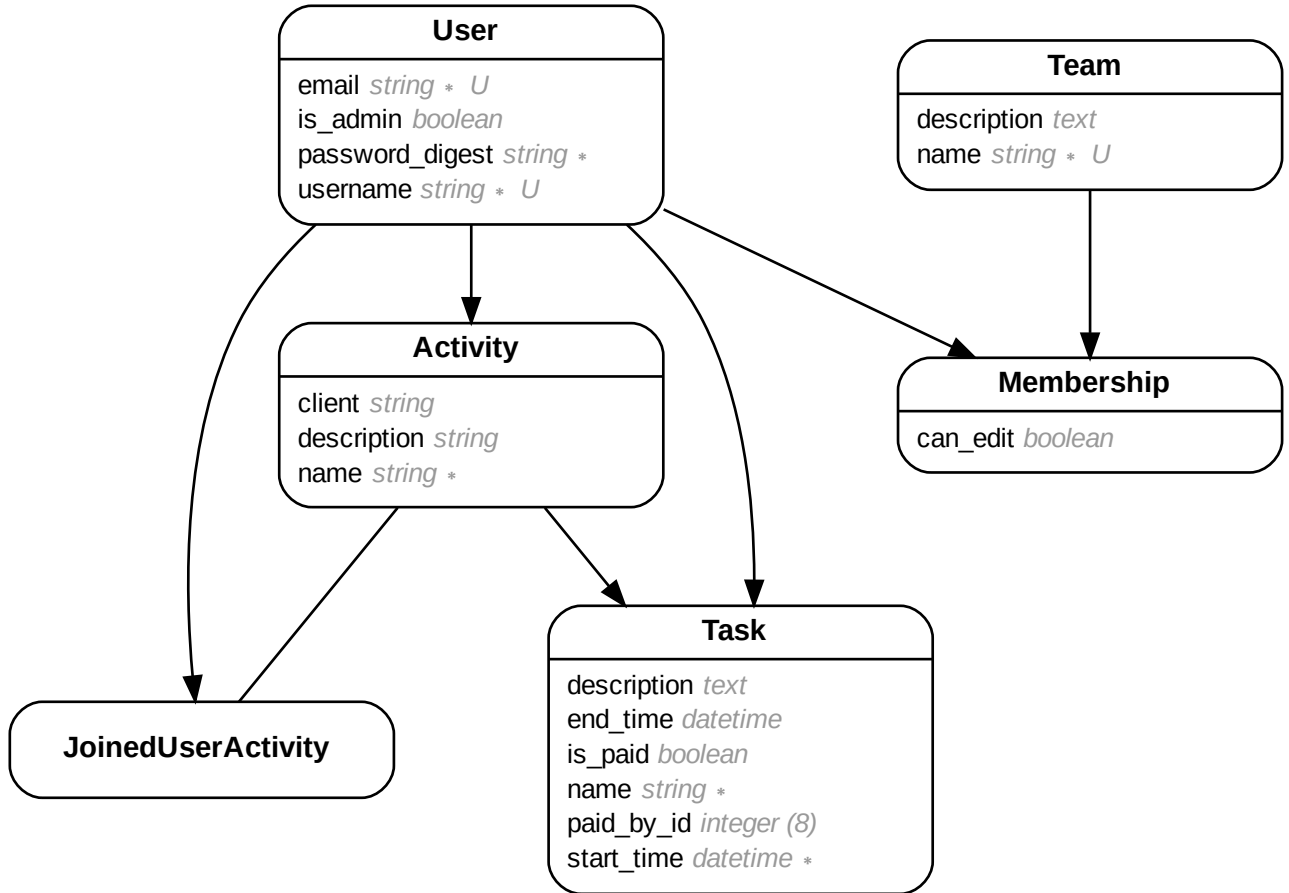 User
email string * U
is_admin boolean
password_digest string *
username string * U
Team
description text
name string * U
Activity
client string
description string
name string *
Membership
can_edit boolean
Task
description text
end_time datetime
is_paid boolean
name string *
paid_by_id integer (8)
start_time datetime *
JoinedUserActivity